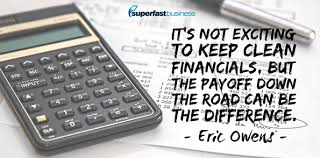 superfastbusiness
IT'S NOT EXCITING
TO KEEP CLEAN
FINANCIALS, BUT
THE PAYOFF DOWN
THE ROAD CAN BE
THE DIFFERENCE.
- Eric Owens -